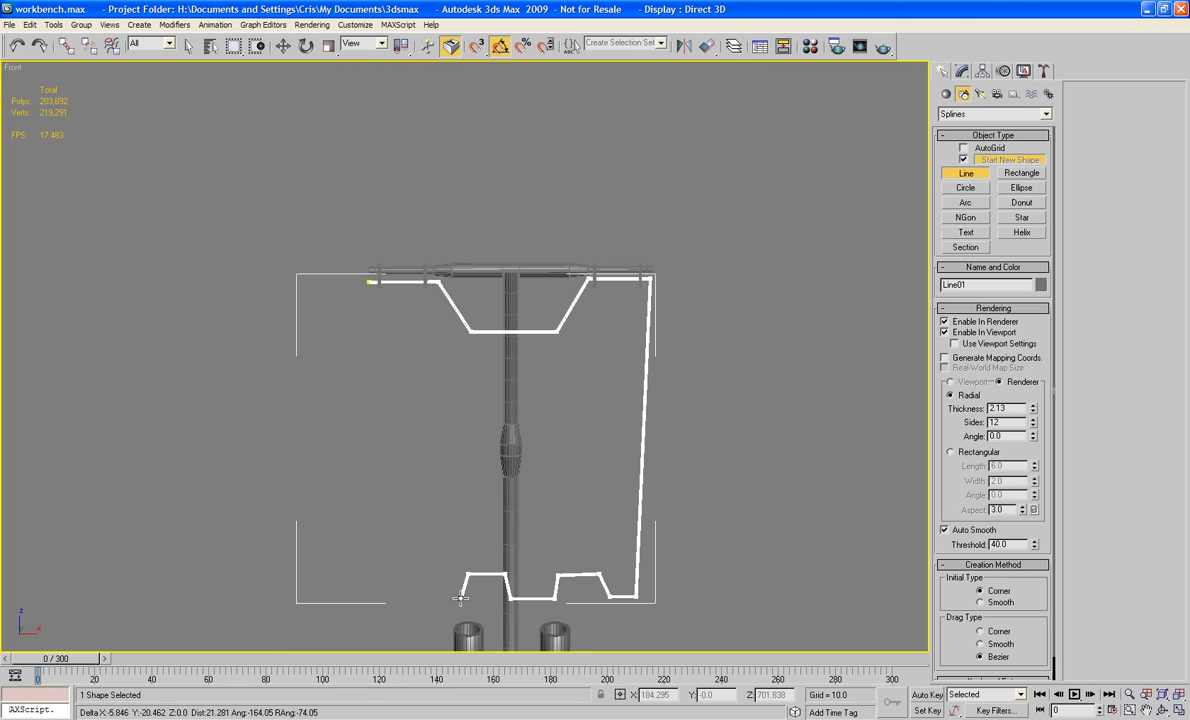 workbench.max - Project Folder: H:\Documents and Settings\Cris\My Documents\3dsmax - Autodesk 3ds Max 2009 - Not for Resale - Display : Direct 3D
File Edit Tools Group Views Create Modifiers Animation Graph Editors Rendering Customize MAXScript Help
All View Create Selection Set
Front
Total
Polys: 203,892
Verts: 219,291
FPS: 17.483
Splines
- Object Type
AutoGrid
Start New Shape
Line Rectangle
Circle Ellipse
Arc Donut
NGon Star
Text Helix
Section
- Name and Color
Line01
- Rendering
Enable In Renderer
Enable In Viewport
Use Viewport Settings
Generate Mapping Coords.
Real-World Map Size
Viewport Renderer
Radial
Thickness: 2.13
Sides: 12
Angle: 0.0
Rectangular
Length: 6.0
Width: 2.0
Angle: 0.0
Aspect: 3.0
Auto Smooth
Threshold: 40.0
- Creation Method
Initial Type
Corner
Smooth
Drag Type
Corner
Smooth
Bezier
z
x
< 0 / 300 >
0 20 40 60 80 100 120 140 160 180 200 220 240 260 280 300
1 Shape Selected X: 184.295 Y: -0.0 Z: 701.838 Grid = 10.0 Auto Key Selected
AXScript. Delta X:-5.846 Y:-20.462 Z:0.0 Dist:21.281 Ang:-164.05 RAng:-74.05 Add Time Tag Set Key Key Filters... 0